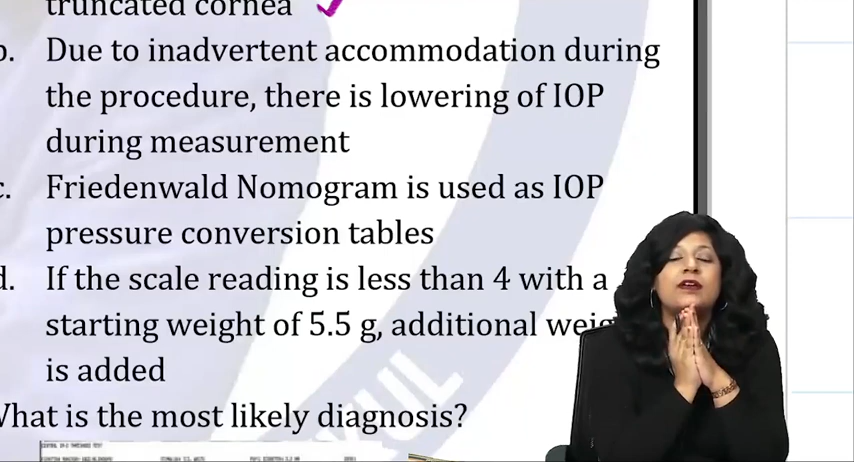 truncated cornea
b. Due to inadvertent accommodation during
the procedure, there is lowering of IOP
during measurement
c. Friedenwald Nomogram is used as IOP
pressure conversion tables
d. If the scale reading is less than 4 with a
starting weight of 5.5 g, additional
is added
What is the most likely diagnosis?